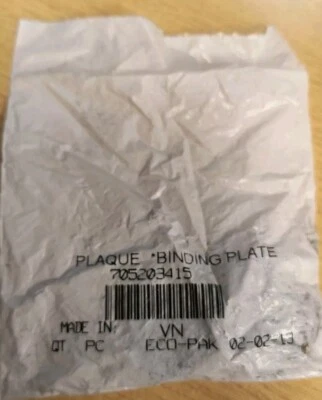 PLAQUE *BINDING PLATE
705203415
MADE IN: VN
QT PC ECO-PAK 02-02-13